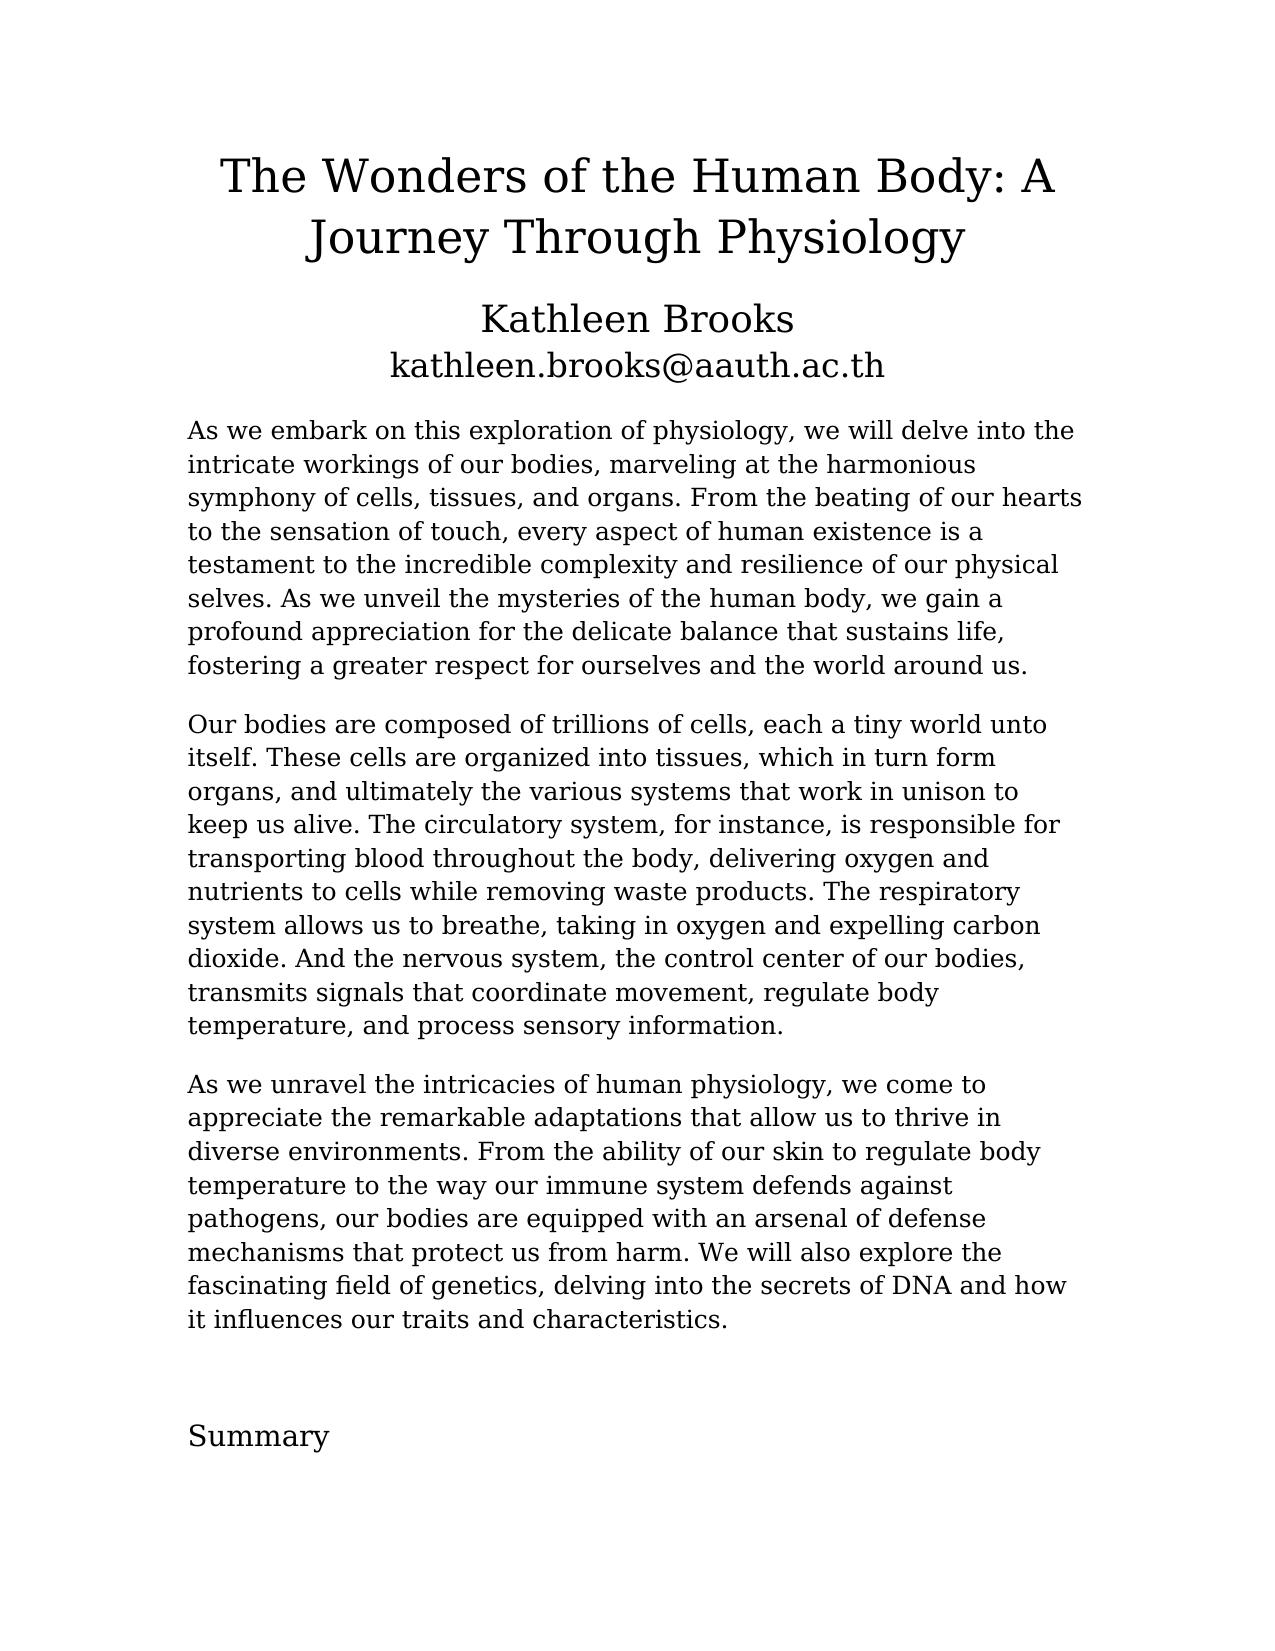 The Wonders of the Human Body: A
Journey Through Physiology
Kathleen Brooks
kathleen.brooks@aauth.ac.th
As we embark on this exploration of physiology, we will delve into the
intricate workings of our bodies, marveling at the harmonious
symphony of cells, tissues, and organs. From the beating of our hearts
to the sensation of touch, every aspect of human existence is a
testament to the incredible complexity and resilience of our physical
selves. As we unveil the mysteries of the human body, we gain a
profound appreciation for the delicate balance that sustains life,
fostering a greater respect for ourselves and the world around us.
Our bodies are composed of trillions of cells, each a tiny world unto
itself. These cells are organized into tissues, which in turn form
organs, and ultimately the various systems that work in unison to
keep us alive. The circulatory system, for instance, is responsible for
transporting blood throughout the body, delivering oxygen and
nutrients to cells while removing waste products. The respiratory
system allows us to breathe, taking in oxygen and expelling carbon
dioxide. And the nervous system, the control center of our bodies,
transmits signals that coordinate movement, regulate body
temperature, and process sensory information.
As we unravel the intricacies of human physiology, we come to
appreciate the remarkable adaptations that allow us to thrive in
diverse environments. From the ability of our skin to regulate body
temperature to the way our immune system defends against
pathogens, our bodies are equipped with an arsenal of defense
mechanisms that protect us from harm. We will also explore the
fascinating field of genetics, delving into the secrets of DNA and how
it influences our traits and characteristics.
Summary